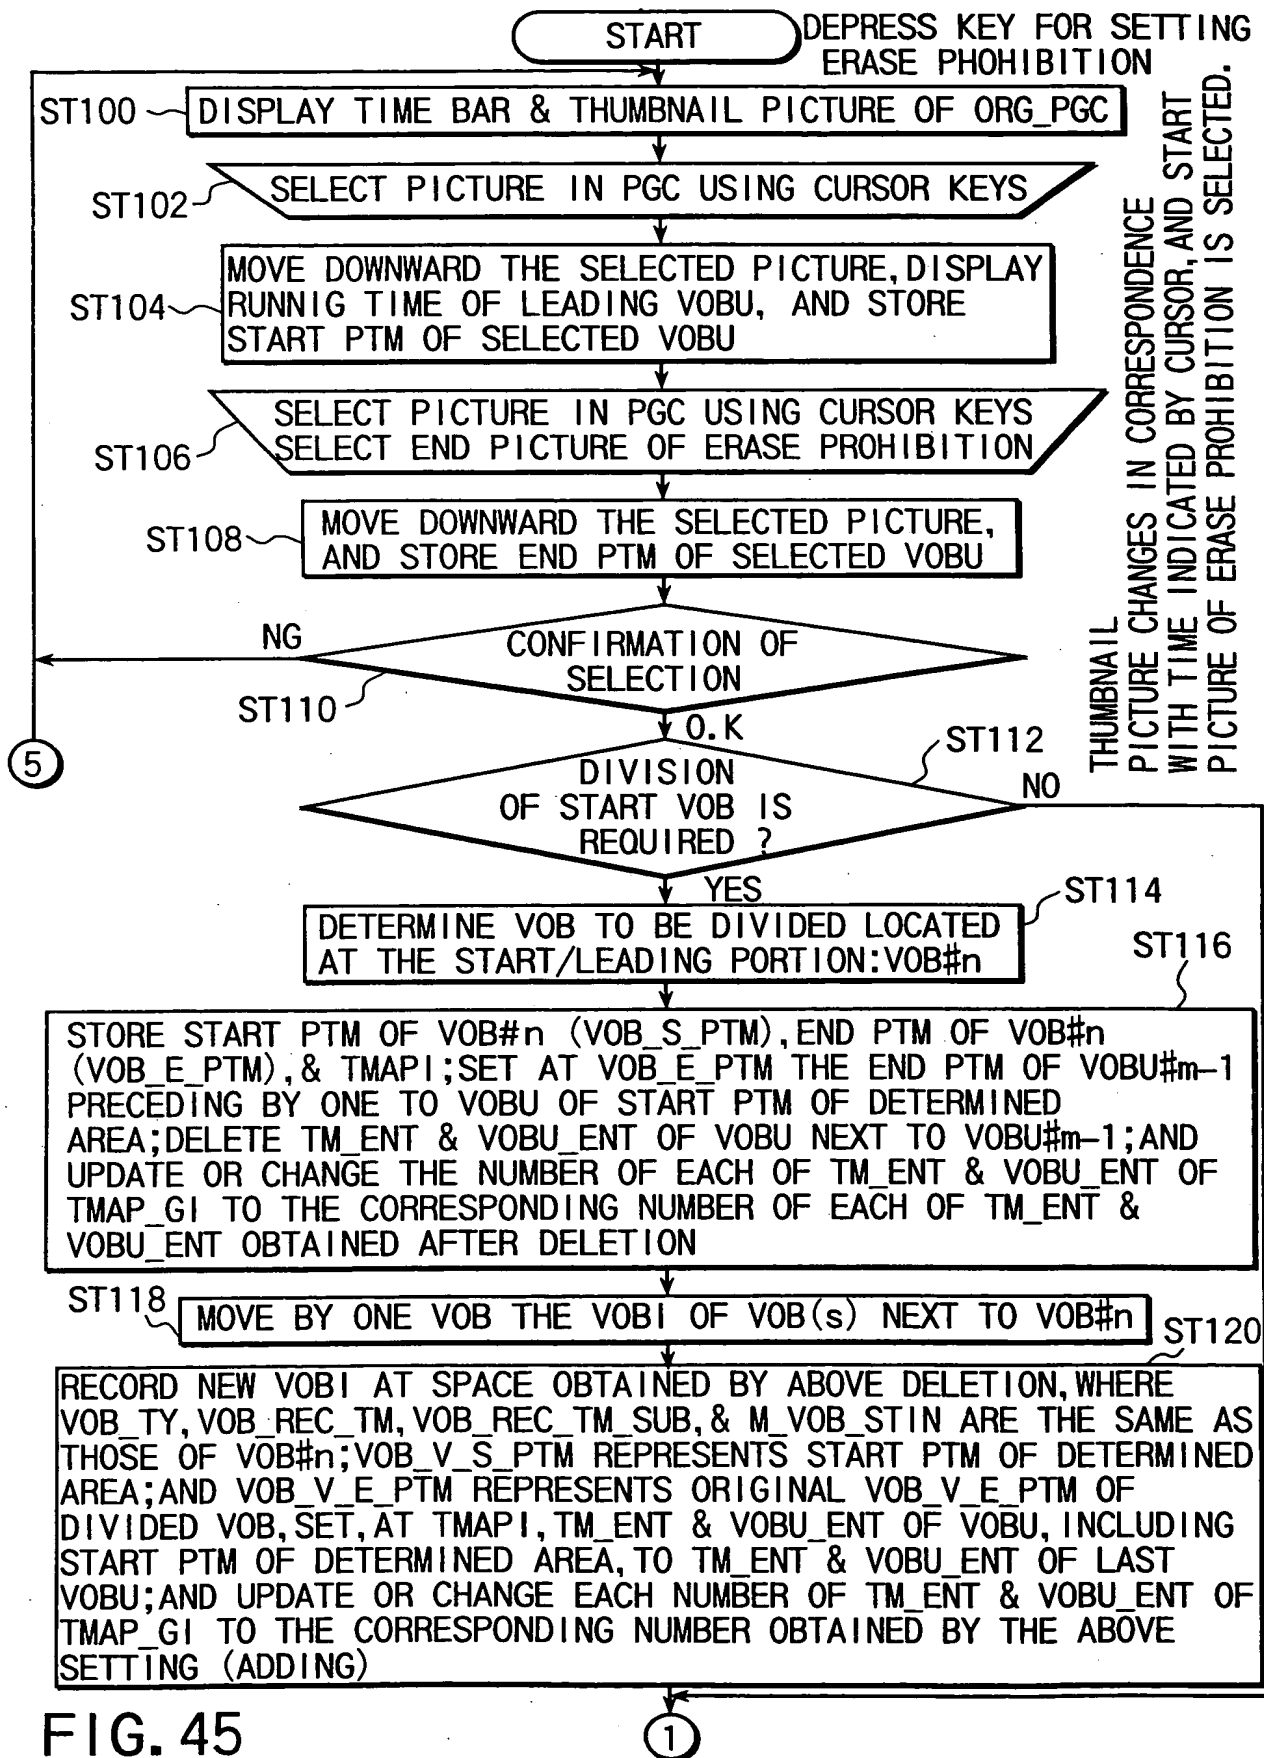 START
DEPRESS KEY FOR SETTING
ERASE PHOHIBITION
ST100
DISPLAY TIME BAR & THUMBNAIL PICTURE OF ORG_PGC
ST102
SELECT PICTURE IN PGC USING CURSOR KEYS
THUMBNAIL
PICTURE CHANGES IN CORRESPONDENCE
WITH TIME INDICATED BY CURSOR, AND START
PICTURE OF ERASE PROHIBITION IS SELECTED.
ST104
MOVE DOWNWARD THE SELECTED PICTURE, DISPLAY
RUNNIG TIME OF LEADING VOBU, AND STORE
START PTM OF SELECTED VOBU
ST106
SELECT PICTURE IN PGC USING CURSOR KEYS
SELECT END PICTURE OF ERASE PROHIBITION
ST108
MOVE DOWNWARD THE SELECTED PICTURE,
AND STORE END PTM OF SELECTED VOBU
NG
CONFIRMATION OF
SELECTION
ST110
O.K
5
ST112
DIVISION
OF START VOB IS
REQUIRED ?
NO
YES
ST114
DETERMINE VOB TO BE DIVIDED LOCATED
AT THE START/LEADING PORTION:VOB#n
ST116
STORE START PTM OF VOB#n (VOB_S_PTM), END PTM OF VOB#n
(VOB_E_PTM), & TMAPI;SET AT VOB_E_PTM THE END PTM OF VOBU#m-1
PRECEDING BY ONE TO VOBU OF START PTM OF DETERMINED
AREA;DELETE TM_ENT & VOBU_ENT OF VOBU NEXT TO VOBU#m-1;AND
UPDATE OR CHANGE THE NUMBER OF EACH OF TM_ENT & VOBU_ENT OF
TMAP_GI TO THE CORRESPONDING NUMBER OF EACH OF TM_ENT &
VOBU_ENT OBTAINED AFTER DELETION
ST118
MOVE BY ONE VOB THE VOBI OF VOB(s) NEXT TO VOB#n
ST120
RECORD NEW VOBI AT SPACE OBTAINED BY ABOVE DELETION, WHERE
VOB_TY, VOB_REC_TM, VOB_REC_TM_SUB, & M_VOB_STIN ARE THE SAME AS
THOSE OF VOB#n;VOB_V_S_PTM REPRESENTS START PTM OF DETERMINED
AREA;AND VOB_V_E_PTM REPRESENTS ORIGINAL VOB_V_E_PTM OF
DIVIDED VOB, SET, AT TMAPI, TM_ENT & VOBU_ENT OF VOBU, INCLUDING
START PTM OF DETERMINED AREA, TO TM_ENT & VOBU_ENT OF LAST
VOBU;AND UPDATE OR CHANGE EACH NUMBER OF TM_ENT & VOBU_ENT OF
TMAP_GI TO THE CORRESPONDING NUMBER OBTAINED BY THE ABOVE
SETTING (ADDING)
1
FIG. 45